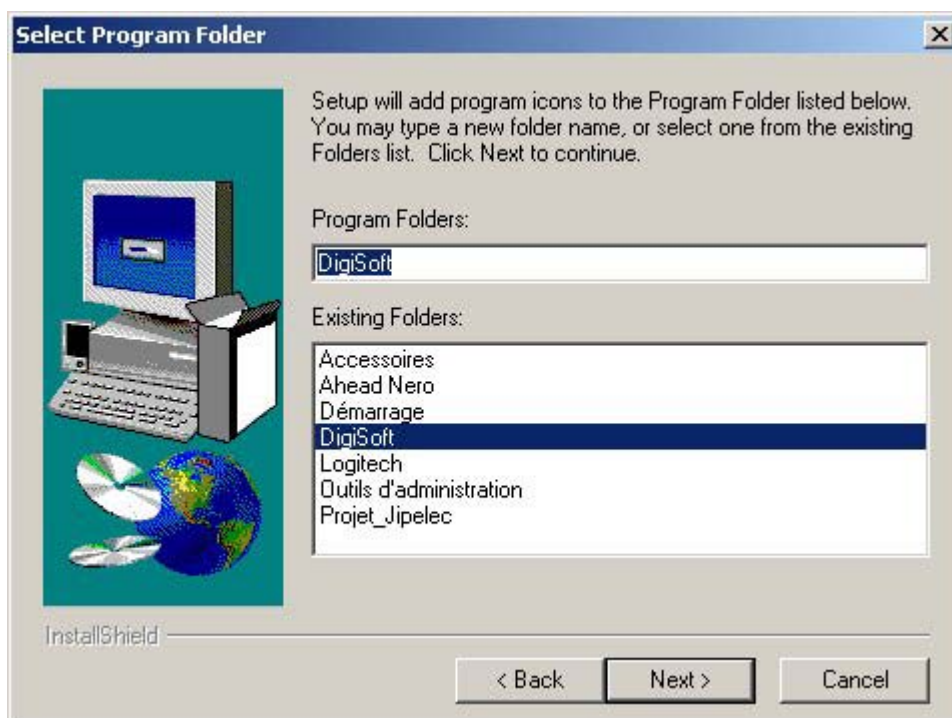 Select Program Folder
Setup will add program icons to the Program Folder listed below.
You may type a new folder name, or select one from the existing
Folders list.  Click Next to continue.
Program Folders:
DigiSoft
Existing Folders:
Accessoires
Ahead Nero
Démarrage
DigiSoft
Logitech
Outils d'administration
Projet_Jipelec
InstallShield
< Back
Next >
Cancel